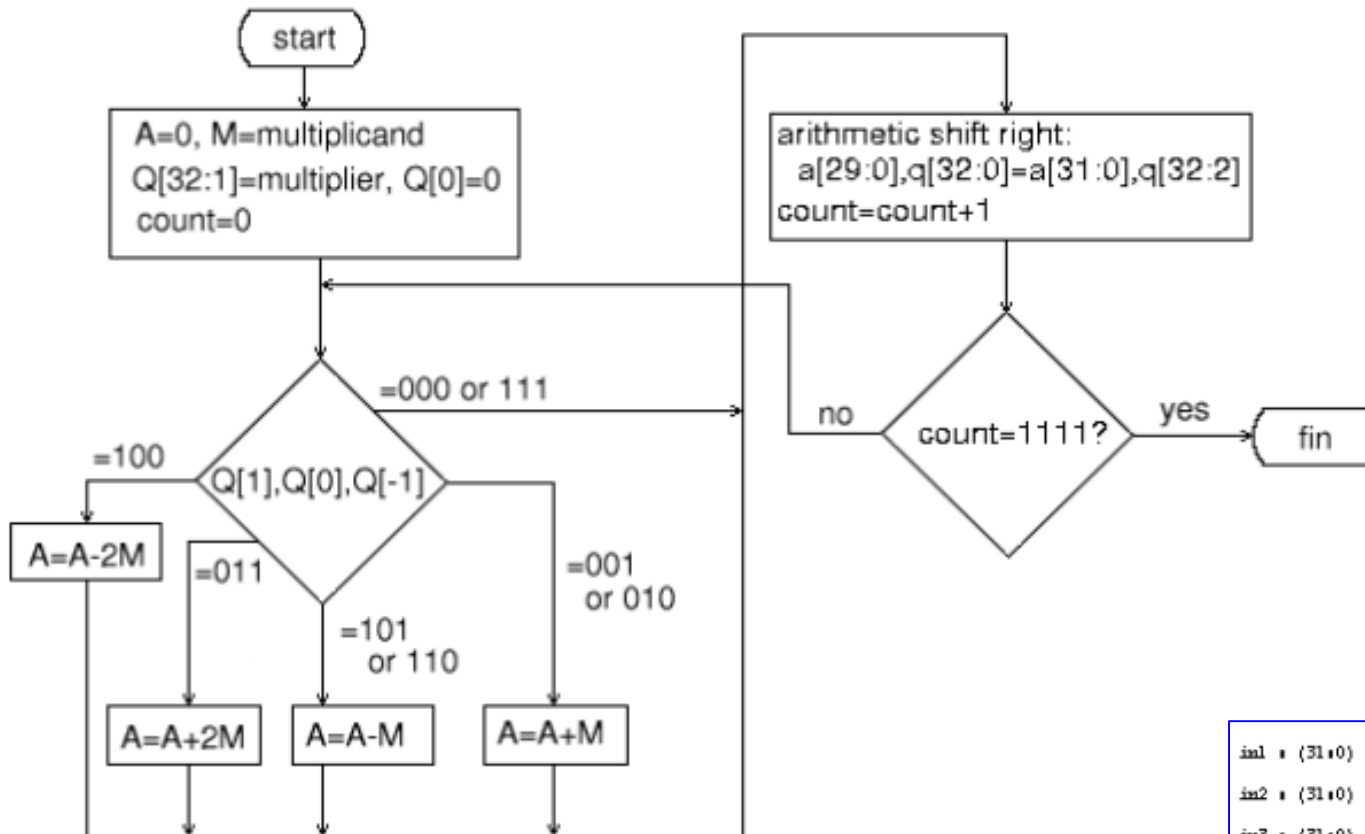 start
A=0, M=multiplicand
Q[32:1]=multiplier, Q[0]=0
count=0
arithmetic shift right:
a[29:0],q[32:0]=a[31:0],q[32:2]
count=count+1
=000 or 111
=100
Q[1],Q[0],Q[-1]
no
count=1111?
yes
fin
A=A-2M
=011
=001
or 010
=101
or 110
A=A+2M
A=A-M
A=A+M
in1 : (31:0)
in2 : (31:0)